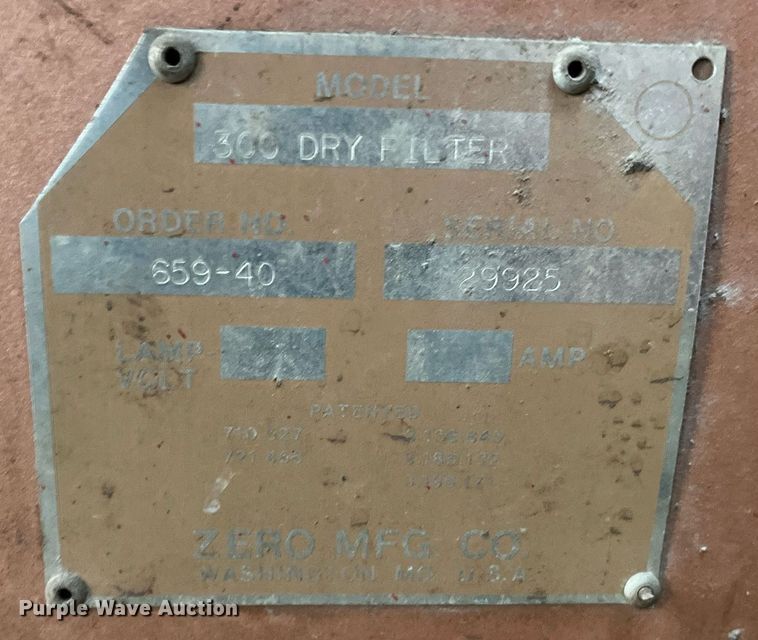 MODEL
300 DRY FILTER
ORDER NO. SERIAL NO
659-40 29925
LAMP- AMP
VOLT
PATENTED
ZERO MFG CO.
WASHINGTON MO U.S.A
Purple Wave Auction